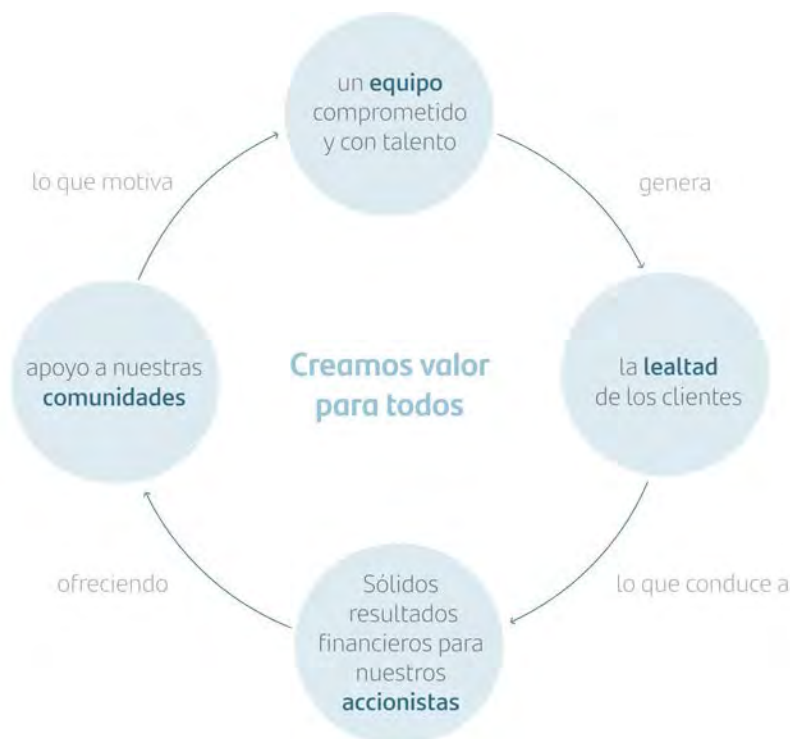 un equipo
comprometido
y con talento
genera
la lealtad
de los clientes
lo que conduce a
Sólidos
resultados
financieros para
nuestros
accionistas
ofreciendo
apoyo a nuestras
comunidades
lo que motiva
Creamos valor
para todos